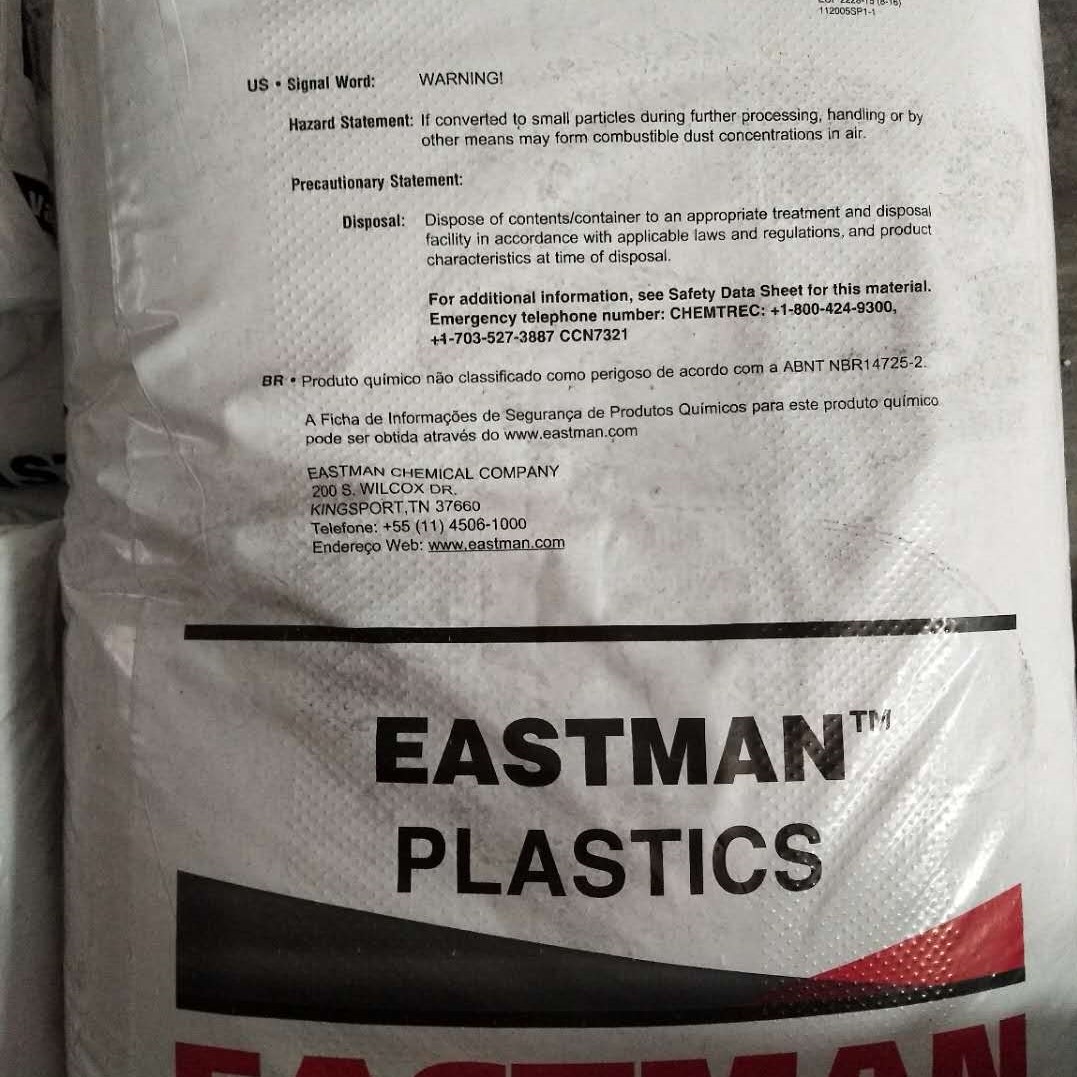 112005SP1-1
US • Signal Word: WARNING!
Hazard Statement: If converted to small particles during further processing, handling or by
other means may form combustible dust concentrations in air.
Precautionary Statement:
Disposal: Dispose of contents/container to an appropriate treatment and disposal
facility in accordance with applicable laws and regulations, and product
characteristics at time of disposal.
For additional information, see Safety Data Sheet for this material.
Emergency telephone number: CHEMTREC: +1-800-424-9300,
+1-703-527-3887 CCN7321
BR • Produto químico não classificado como perigoso de acordo com a ABNT NBR14725-2.
A Ficha de Informações de Segurança de Produtos Químicos para este produto químico
pode ser obtida através do www.eastman.com
EASTMAN CHEMICAL COMPANY
200 S. WILCOX DR.
KINGSPORT,TN 37660
Telefone: +55 (11) 4506-1000
Endereço Web: www.eastman.com
EASTMAN™
PLASTICS
EASTMAN